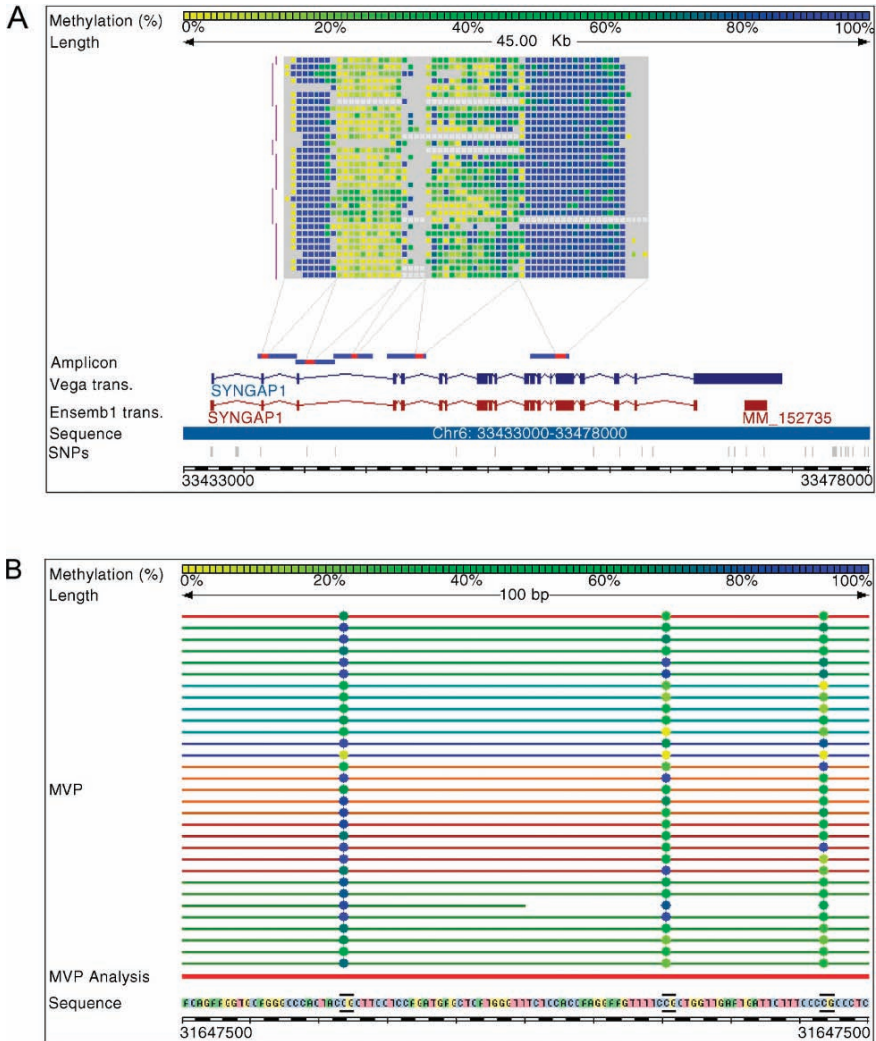 A
Methylation (%)
0% 20% 40% 60% 80% 100%
Length
45.00 Kb
Amplicon
Vega trans.
SYNGAP1
Ensemb1 trans.
SYNGAP1
MM_152735
Sequence
Chr6: 33433000-33478000
SNPs
33433000
33478000
B
Methylation (%)
0% 20% 40% 60% 80% 100%
Length
100 bp
MVP
MVP Analysis
Sequence
31647500
31647500